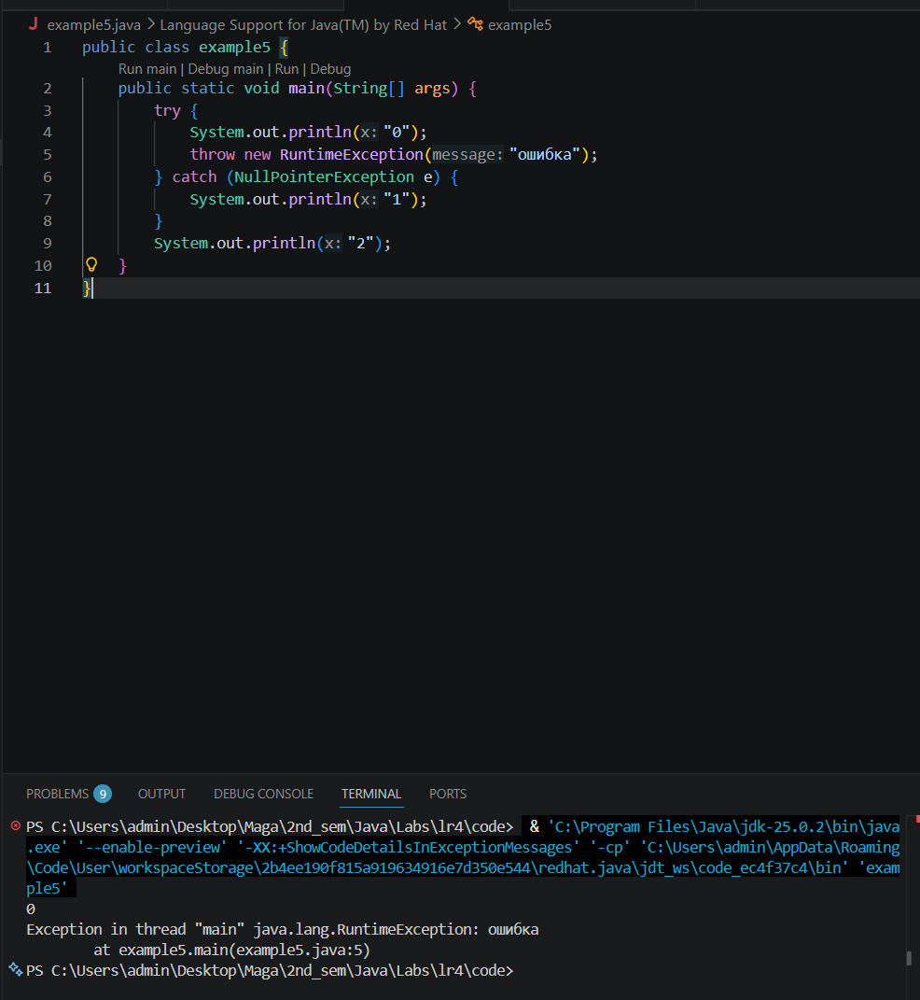 J example5.java > Language Support for Java(TM) by Red Hat > example5
1 public class example5 {
Run main | Debug main | Run | Debug
2 public static void main(String[] args) {
3 try {
4 System.out.println(x: "0");
5 throw new RuntimeException(message: "ошибка");
6 } catch (NullPointerException e) {
7 System.out.println(x: "1");
8 }
9 System.out.println(x: "2");
10 }
11 }
PROBLEMS 9 OUTPUT DEBUG CONSOLE TERMINAL PORTS
PS C:\Users\admin\Desktop\Maga\2nd_sem\Java\Labs\lr4\code> & 'C:\Program Files\Java\jdk-25.0.2\bin\java
.exe' '--enable-preview' '-XX:+ShowCodeDetailsInExceptionMessages' '-cp' 'C:\Users\admin\AppData\Roaming
\Code\User\workspaceStorage\2b4ee190f815a919634916e7d350e544\redhat.java\jdt_ws\code_ec4f37c4\bin' 'exam
ple5'
0
Exception in thread "main" java.lang.RuntimeException: ошибка
at example5.main(example5.java:5)
PS C:\Users\admin\Desktop\Maga\2nd_sem\Java\Labs\lr4\code>